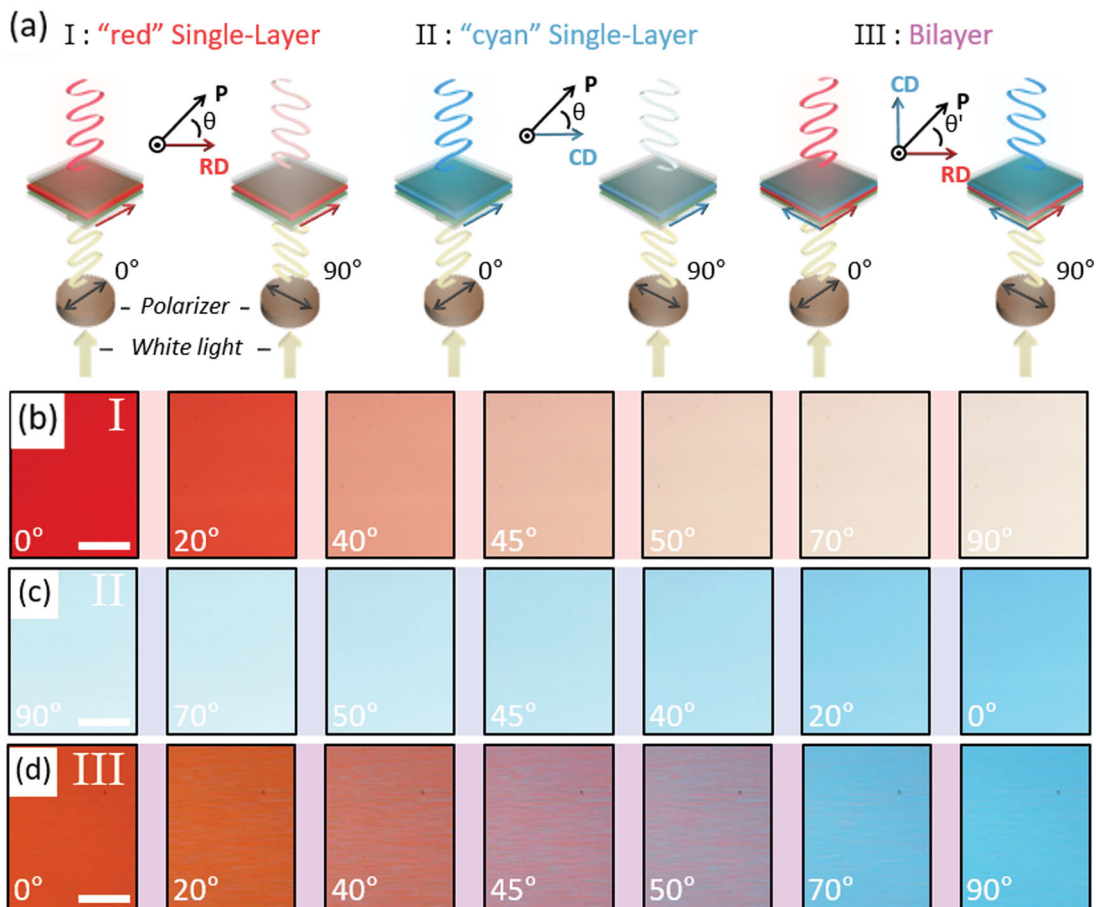 (a)
I : “red” Single-Layer
II : “cyan” Single-Layer
III : Bilayer
P
θ
RD
P
θ
CD
CD
P
θ'
RD
0°
90°
0°
90°
0°
90°
Polarizer
White light
(b)
I
0° 20° 40° 45° 50° 70° 90°
(c)
II
90° 70° 50° 45° 40° 20° 0°
(d)
III
0° 20° 40° 45° 50° 70° 90°